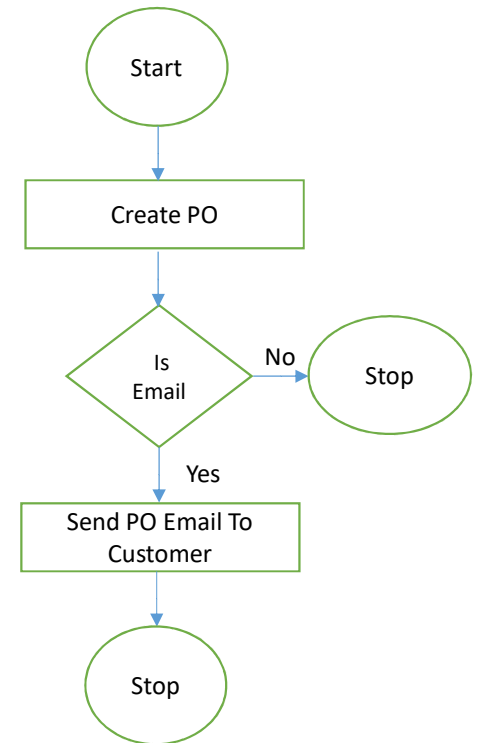 Start
Create PO
Is
Email
No
Stop
Yes
Send PO Email To
Customer
Stop